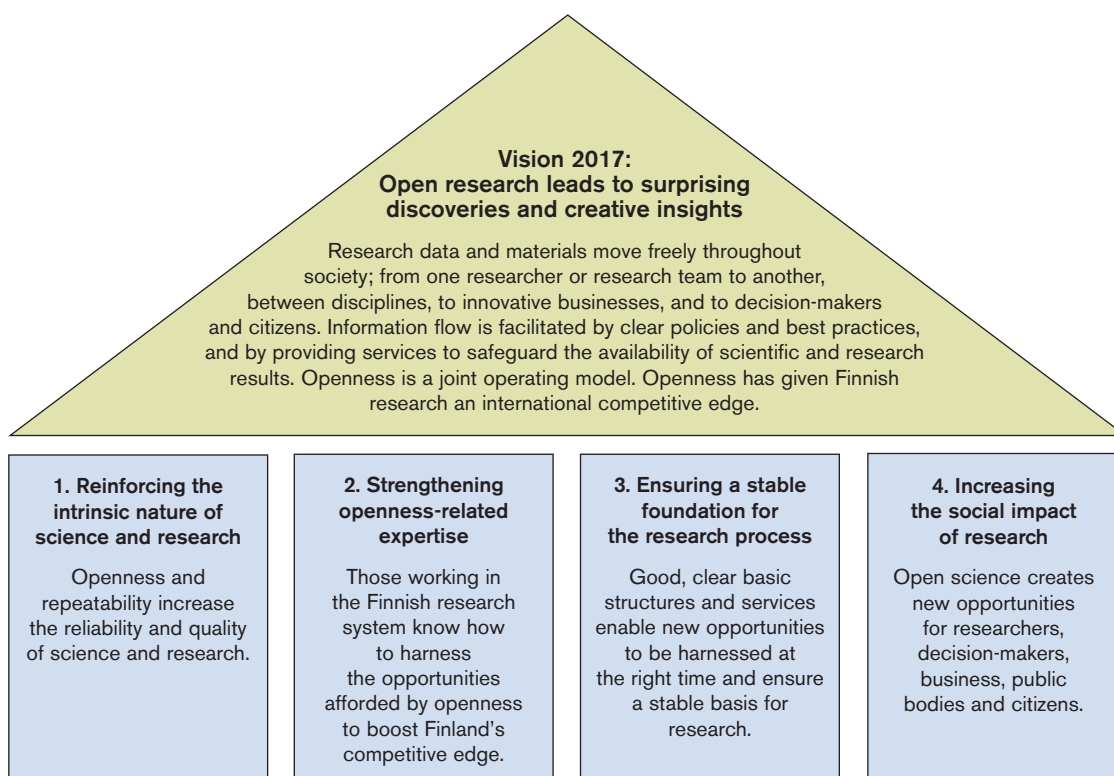 Vision 2017:
Open research leads to surprising
discoveries and creative insights
Research data and materials move freely throughout
society; from one researcher or research team to another,
between disciplines, to innovative businesses, and to decision-makers
and citizens. Information flow is facilitated by clear policies and best practices,
and by providing services to safeguard the availability of scientific and research
results. Openness is a joint operating model. Openness has given Finnish
research an international competitive edge.
1. Reinforcing the
intrinsic nature of
science and research
Openness and
repeatability increase
the reliability and quality
of science and research.
2. Strengthening
openness-related
expertise
Those working in
the Finnish research
system know how
to harness
the opportunities
afforded by openness
to boost Finland’s
competitive edge.
3. Ensuring a stable
foundation for
the research process
Good, clear basic
structures and services
enable new opportunities
to be harnessed at
the right time and ensure
a stable basis for
research.
4. Increasing
the social impact
of research
Open science creates
new opportunities
for researchers,
decision-makers,
business, public
bodies and citizens.